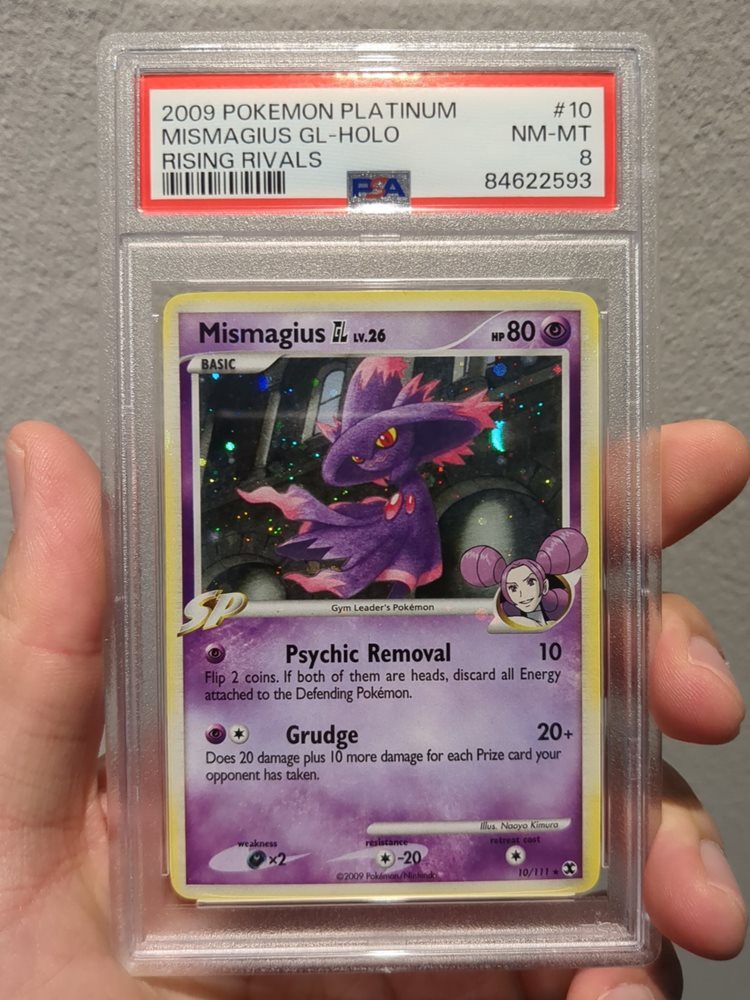 2009 POKEMON PLATINUM #10
MISMAGIUS GL-HOLO NM-MT
RISING RIVALS 8
PSA 84622593
Mismagius GL LV.26 HP 80
BASIC
SP
Gym Leader's Pokémon
Psychic Removal 10
Flip 2 coins. If both of them are heads, discard all Energy
attached to the Defending Pokémon.
Grudge 20+
Does 20 damage plus 10 more damage for each Prize card your
opponent has taken.
Illus. Naoyo Kimura
weakness resistance retreat cost
×2 -20
©2009 Pokémon/Nintendo 10/111